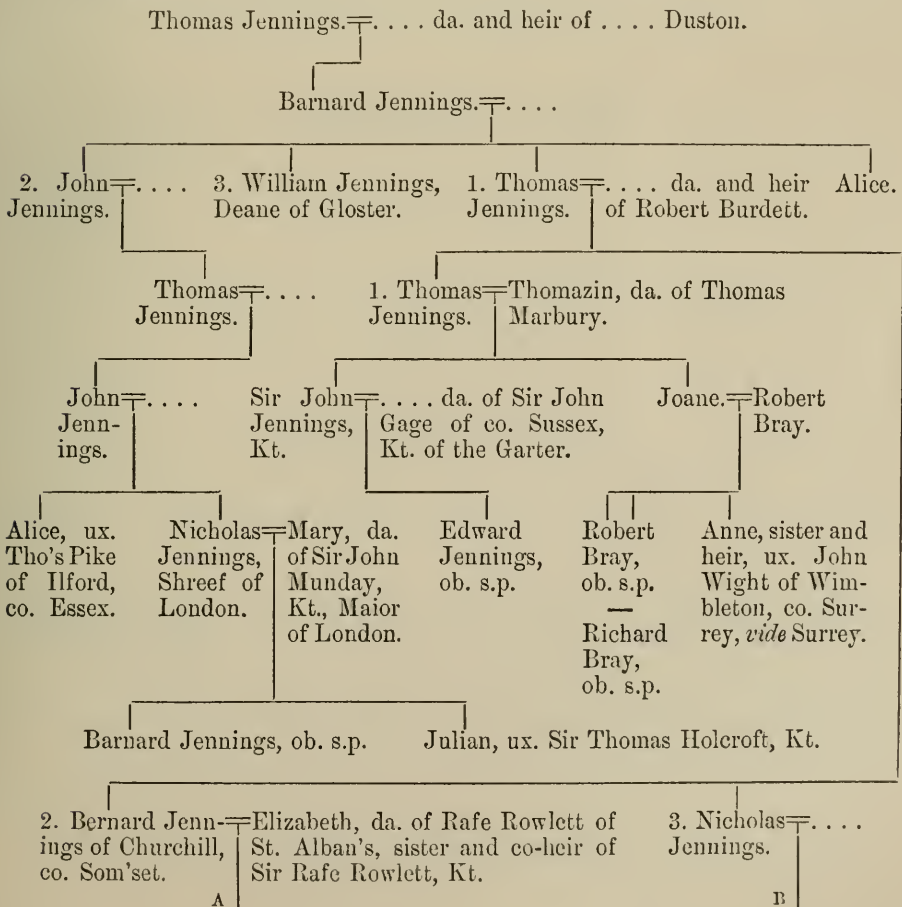 Thomas Jennings.╤. . . . da. and heir of . . . . Duston.
Barnard Jennings.╤. . . .
2. John╤. . . .
Jennings.
3. William Jennings,
Deane of Gloster.
1. Thomas╤. . . . da. and heir
Jennings. of Robert Burdett.
Alice.
Thomas╤. . . .
Jennings.
1. Thomas╤Thomazin, da. of Thomas
Jennings. Marbury.
John╤. . . .
Jenn-
ings.
Sir John╤. . . . da. of Sir John
Jennings, Gage of co. Sussex,
Kt. Kt. of the Garter.
Joane.╤Robert
Bray.
Alice, ux.
Tho's Pike
of Ilford,
co. Essex.
Nicholas╤Mary, da.
Jennings, of Sir John
Shreef of Munday,
London. Kt., Maior
of London.
Edward
Jennings,
ob. s.p.
Robert
Bray,
ob. s.p.
—
Richard
Bray,
ob. s.p.
Anne, sister and
heir, ux. John
Wight of Wim-
bleton, co. Sur-
rey, vide Surrey.
Barnard Jennings, ob. s.p.
Julian, ux. Sir Thomas Holcroft, Kt.
2. Bernard Jenn-╤Elizabeth, da. of Rafe Rowlett of
ings of Churchill, St. Alban's, sister and co-heir of
co. Som'set. Sir Rafe Rowlett, Kt.
A
3. Nicholas╤. . . .
Jennings.
B